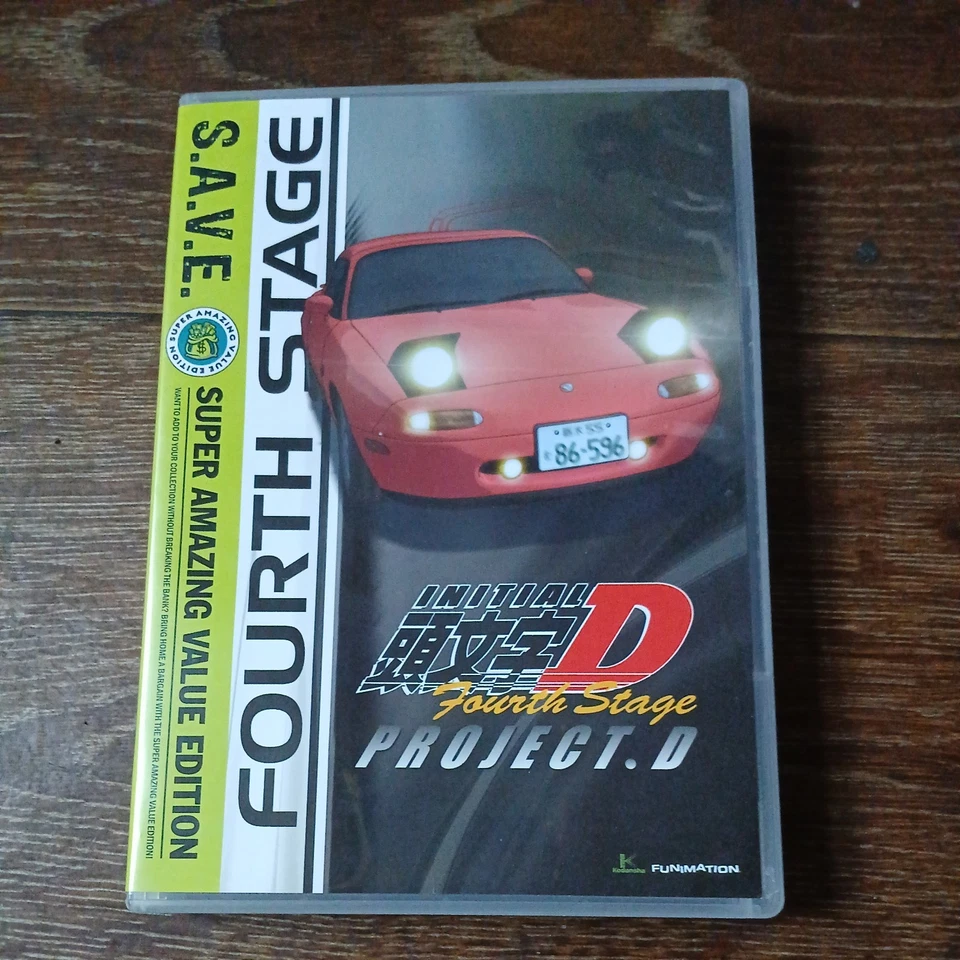 S.A.V.E.
SUPER AMAZING VALUE EDITION
SUPER AMAZING VALUE EDITION
WANT TO ADD TO YOUR COLLECTION WITHOUT BREAKING THE BANK? BRING HOME A BARGAIN WITH THE SUPER AMAZING VALUE EDITION!
FOURTH STAGE
86-596
INITIAL
頭文字D
Fourth Stage
PROJECT.D
K
Kodansha
FUNIMATION